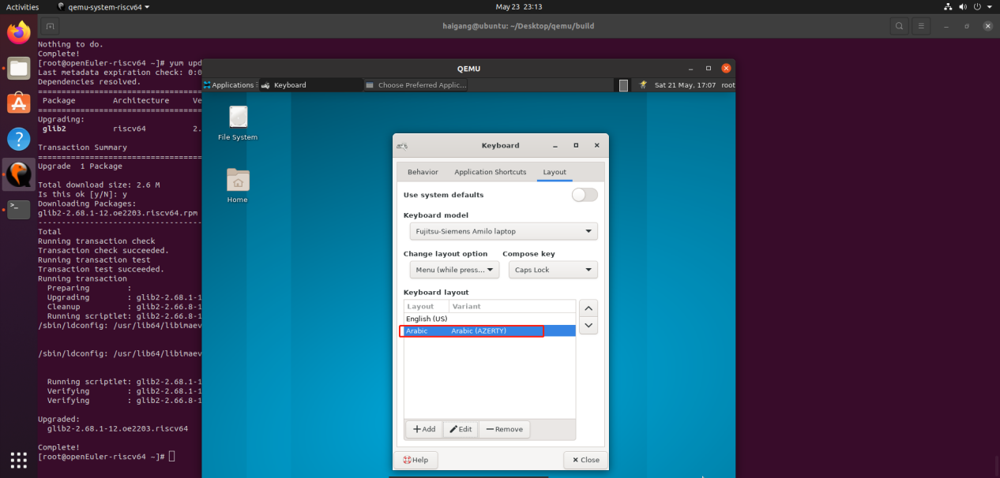 Activities
qemu-system-riscv64
May 23 23:13
haigang@ubuntu: ~/Desktop/qemu/build
Nothing to do.
Complete!
[root@openEuler-riscv64 ~]# yum upd
Last metadata expiration check: 0:0
Dependencies resolved.
Package Architecture Ve
Upgrading:
glib2 riscv64 2.
Transaction Summary
Upgrade 1 Package
Total download size: 2.6 M
Is this ok [y/N]: y
Downloading Packages:
glib2-2.68.1-12.oe2203.riscv64.rpm
Total
Running transaction check
Transaction check succeeded.
Running transaction test
Transaction test succeeded.
Running transaction
Preparing :
Upgrading : glib2-2.68.1-1
Cleanup : glib2-2.66.8-1
Running scriptlet: glib2-2.66.8-1
/sbin/ldconfig: /usr/lib64/libimaev
/sbin/ldconfig: /usr/lib64/libimaev
Running scriptlet: glib2-2.68.1-1
Verifying : glib2-2.68.1-1
Verifying : glib2-2.66.8-1
Upgraded:
glib2-2.68.1-12.oe2203.riscv64
Complete!
[root@openEuler-riscv64 ~]#
QEMU
Applications
Keyboard
Choose Preferred Applic...
Sat 21 May, 17:07 root
File System
Home
Keyboard
Behavior Application Shortcuts Layout
Use system defaults
Keyboard model
Fujitsu-Siemens Amilo laptop
Change layout option Compose key
Menu (while press... Caps Lock
Keyboard layout
Layout Variant
English (US)
Arabic Arabic (AZERTY)
Add Edit Remove
Help Close